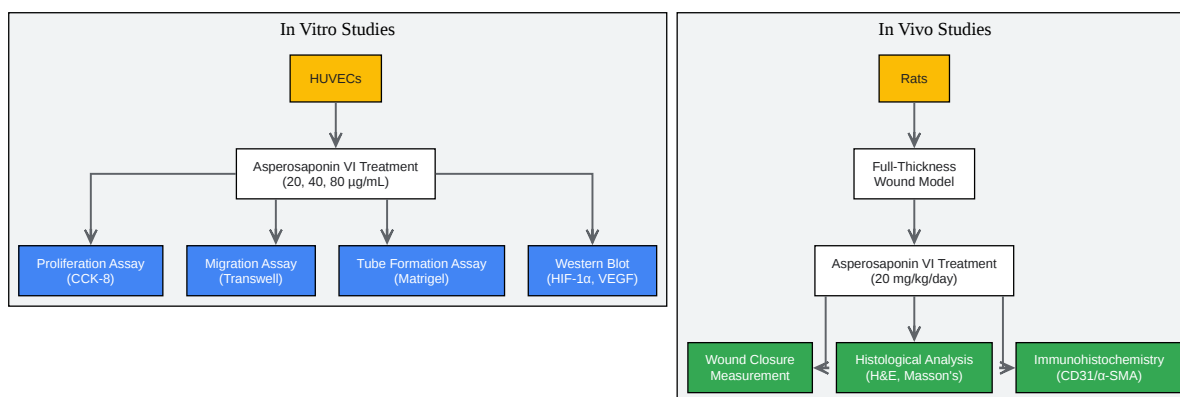 In Vitro Studies
HUVECs
Asperosaponin VI Treatment
(20, 40, 80 µg/mL)
Proliferation Assay
(CCK-8)
Migration Assay
(Transwell)
Tube Formation Assay
(Matrigel)
Western Blot
(HIF-1α, VEGF)
In Vivo Studies
Rats
Full-Thickness
Wound Model
Asperosaponin VI Treatment
(20 mg/kg/day)
Wound Closure
Measurement
Histological Analysis
(H&E, Masson's)
Immunohistochemistry
(CD31/α-SMA)